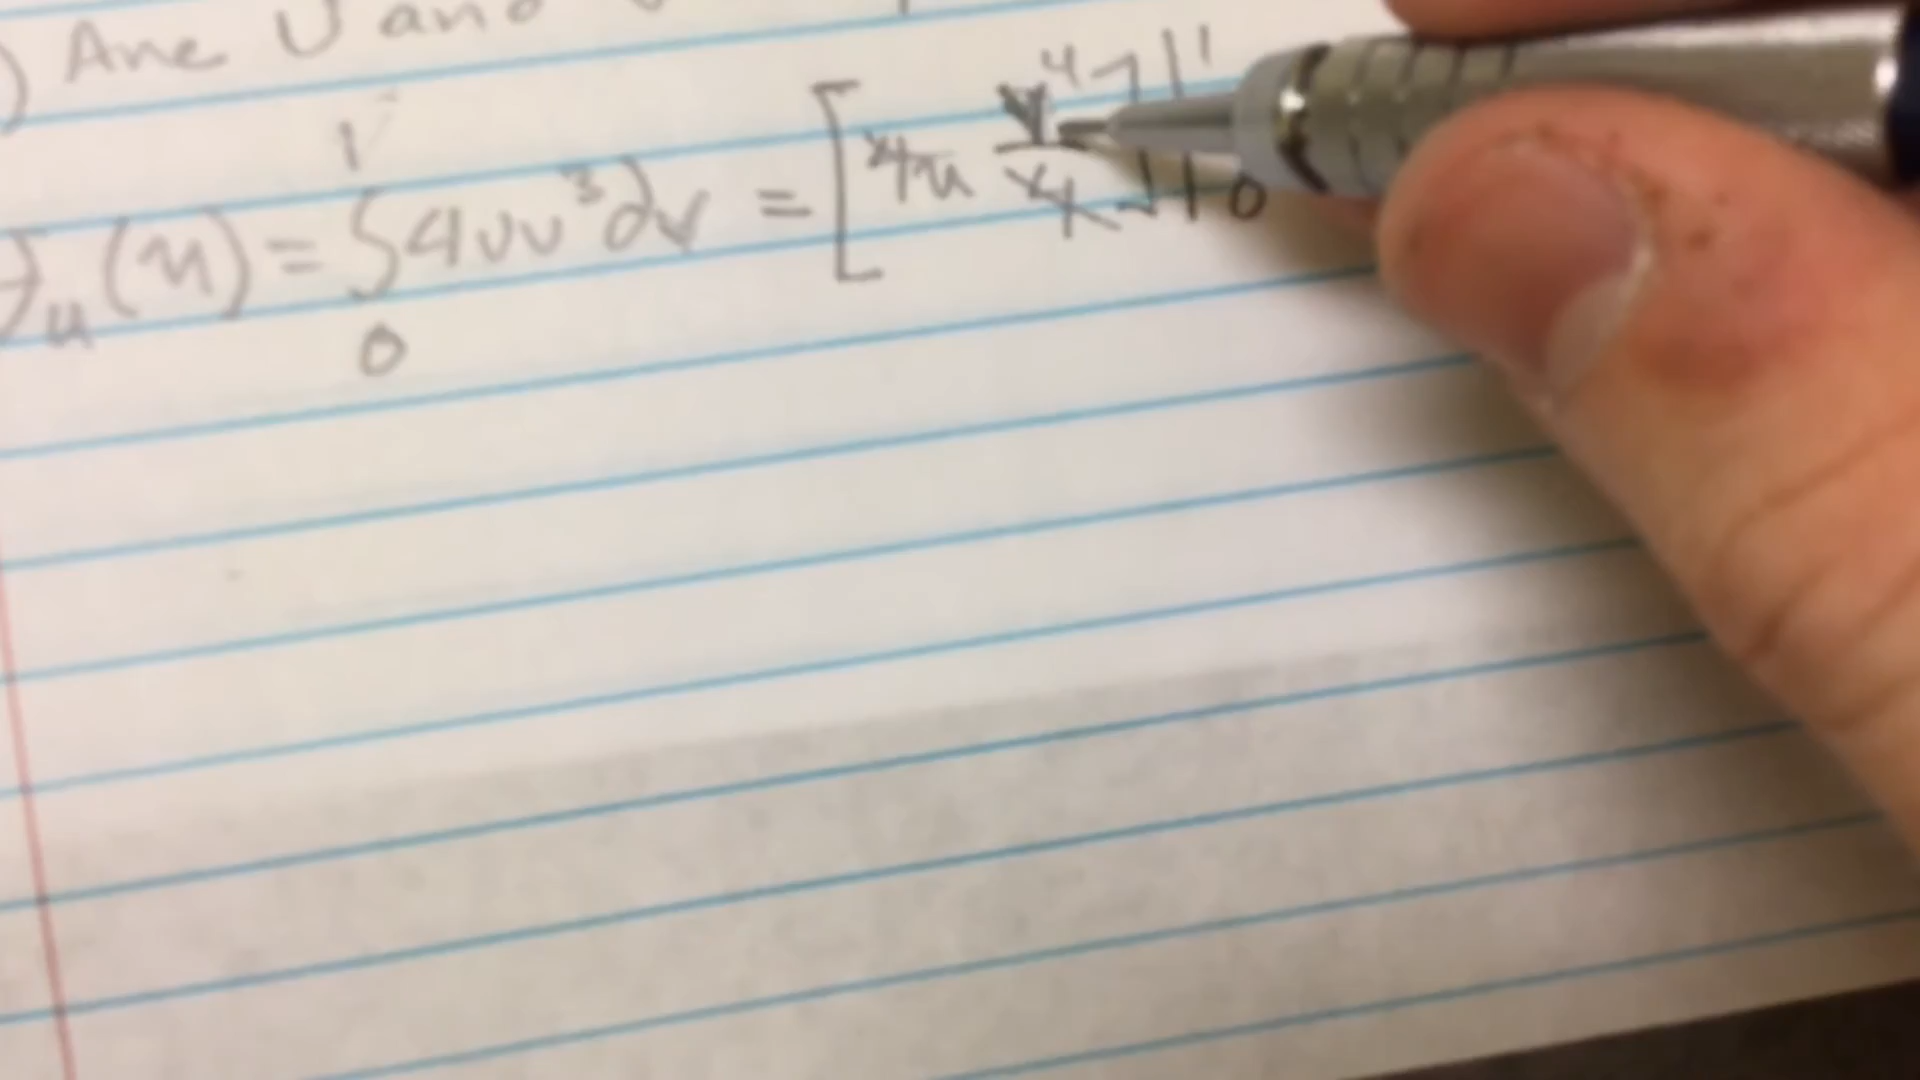 ) Are U and
f_u(u) = ∫_0^1 4uv^3 dv = [4u v^4/4]|_0^1